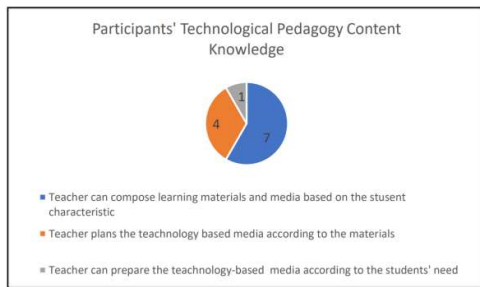 Participants' Technological Pedagogy Content
Knowledge
1
4
7
Teacher can compose learning materials and media based on the stusent
characteristic
Teacher plans the teachnology based media according to the materials
Teacher can prepare the teachnology-based media according to the students' need